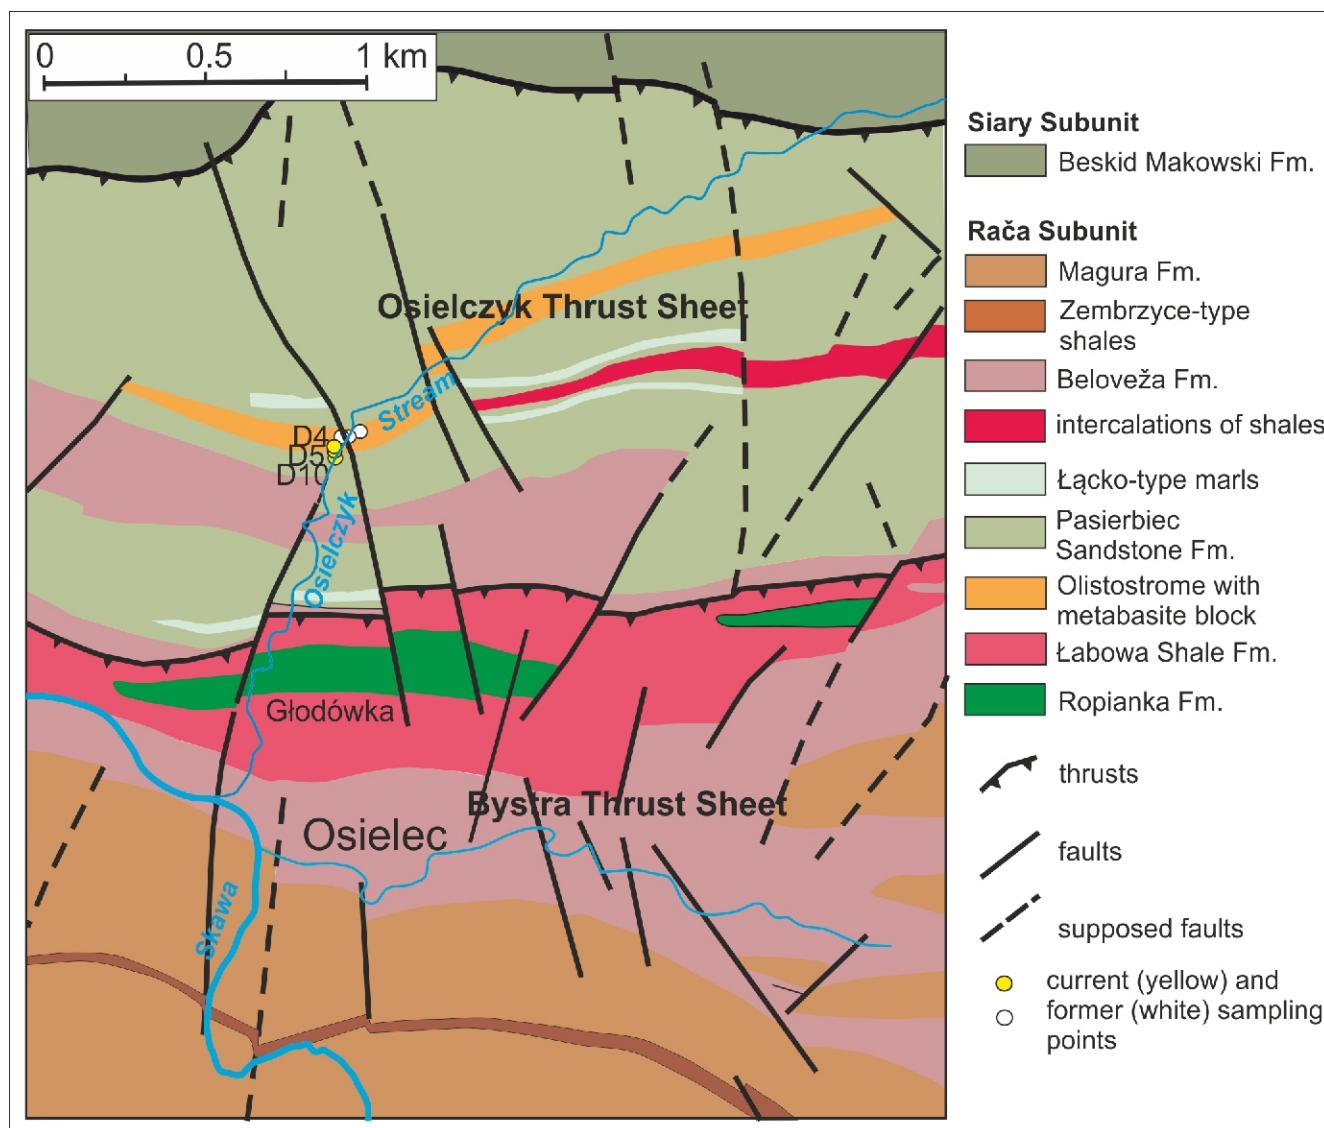 0 0.5 1 km
Osielczyk Thrust Sheet
Stream
D4
D5
D10
Osielczyk
Głodówka
Bystra Thrust Sheet
Osielec
Skawa
Siary Subunit
Beskid Makowski Fm.
Rača Subunit
Magura Fm.
Zembrzyce-type
shales
Beloveža Fm.
intercalations of shales
Łącko-type marls
Pasierbiec
Sandstone Fm.
Olistostrome with
metabasite block
Łabowa Shale Fm.
Ropianka Fm.
thrusts
faults
supposed faults
current (yellow) and
former (white) sampling
points